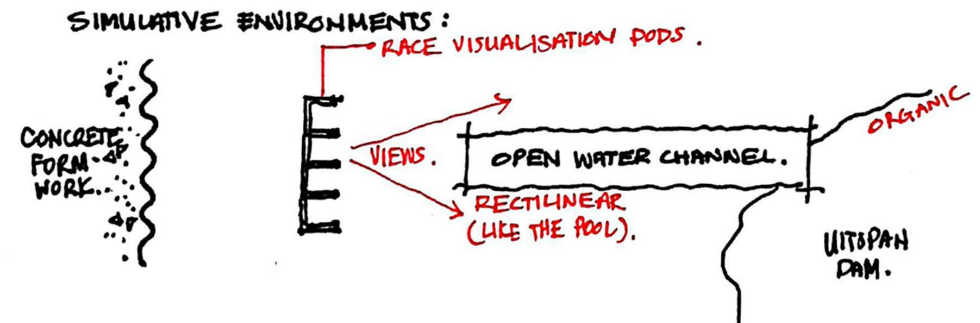 SIMULATIVE ENVIRONMENTS:
RACE VISUALISATION PODS.
CONCRETE
FORM
WORK.
VIEWS.
OPEN WATER CHANNEL.
ORGANIC
RECTILINEAR
(LIKE THE POOL).
UITSPAN
DAM.